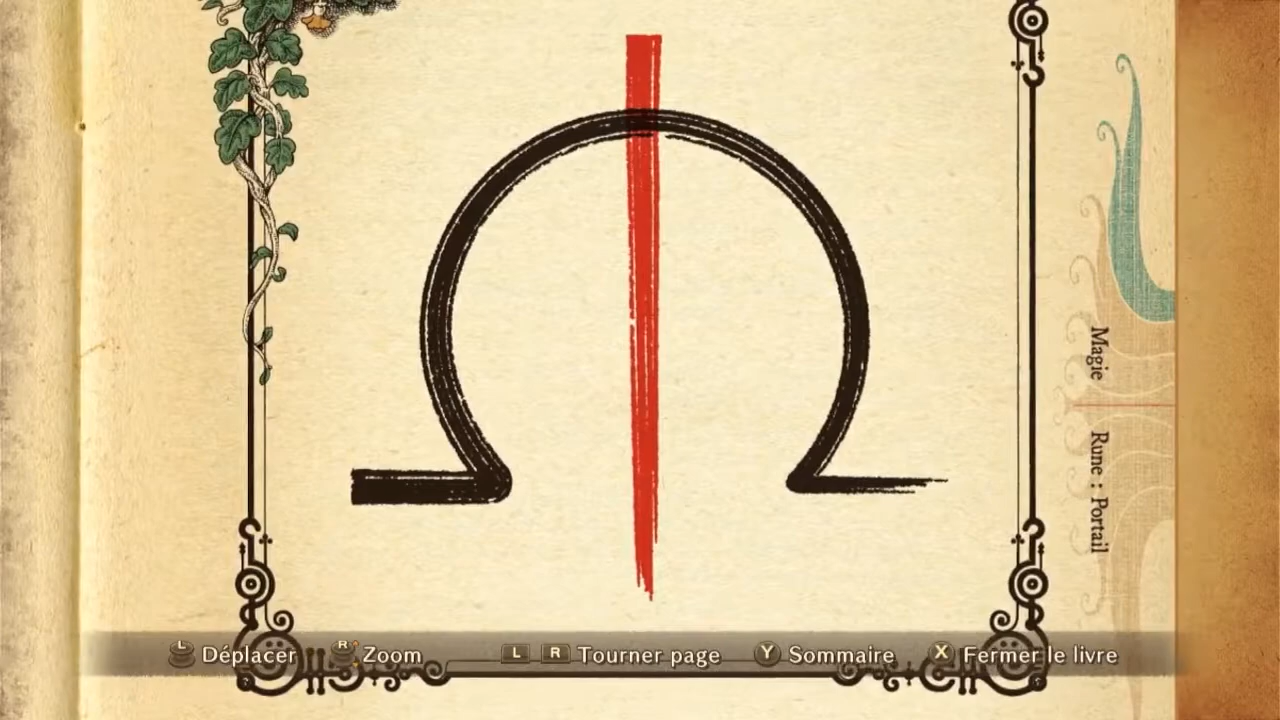 Magie Rune : Portail
L Déplacer R Zoom L R Tourner page Y Sommaire X Fermer le livre